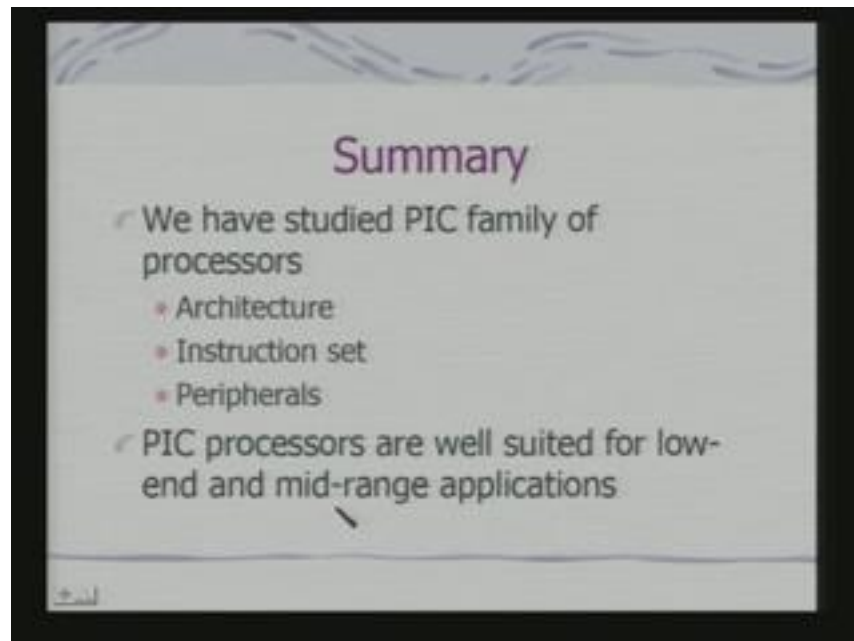 Summary
We have studied PIC family of
processors
Architecture
Instruction set
Peripherals
PIC processors are well suited for low-
end and mid-range applications